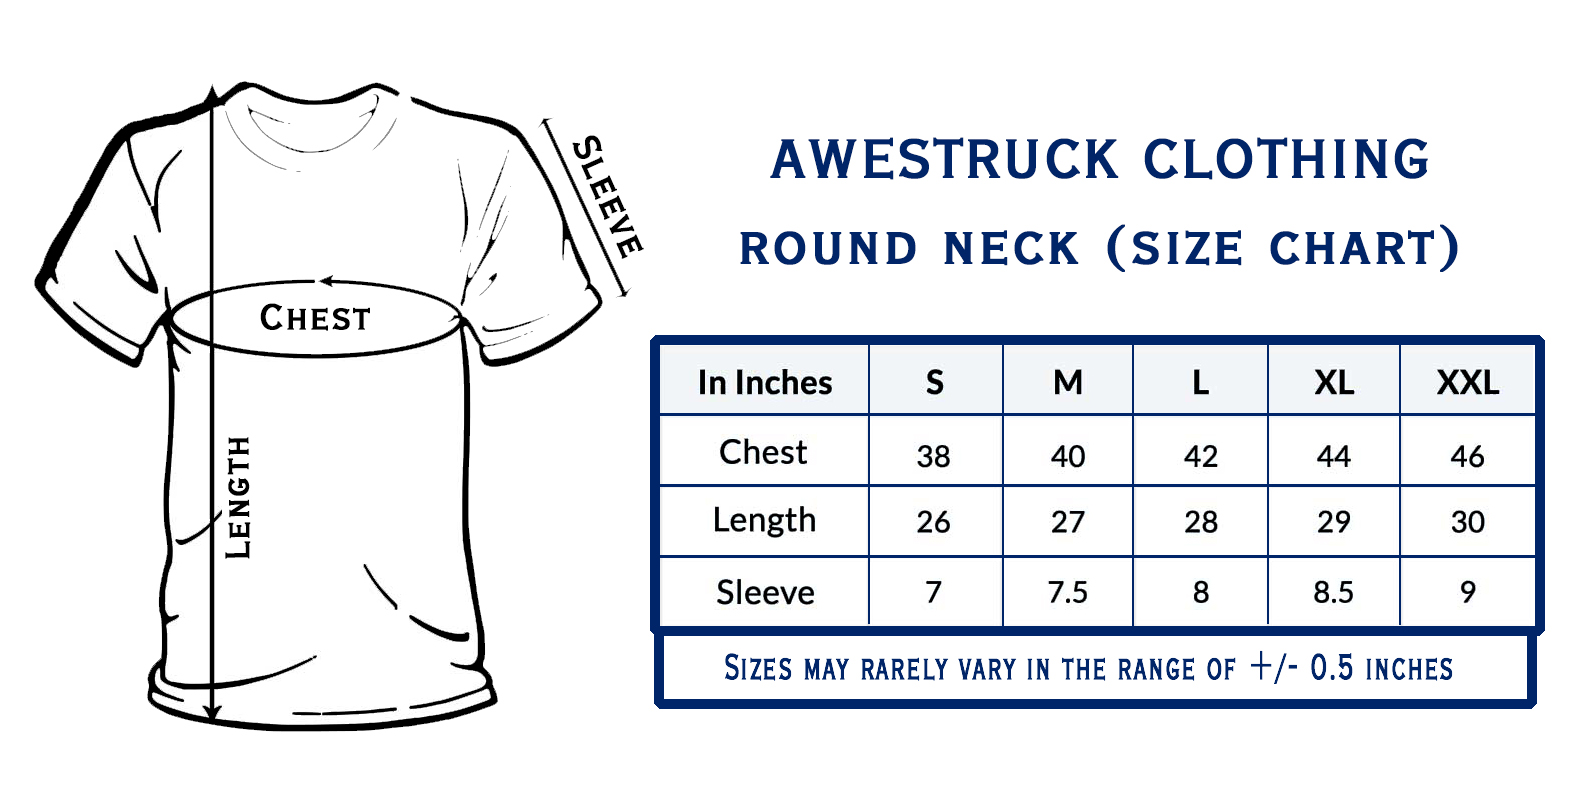 SLEEVE
CHEST
LENGTH
AWESTRUCK CLOTHING
ROUND NECK (SIZE CHART)
In Inches S M L XL XXL
Chest 38 40 42 44 46
Length 26 27 28 29 30
Sleeve 7 7.5 8 8.5 9
SIZES MAY RARELY VARY IN THE RANGE OF +/- 0.5 INCHES